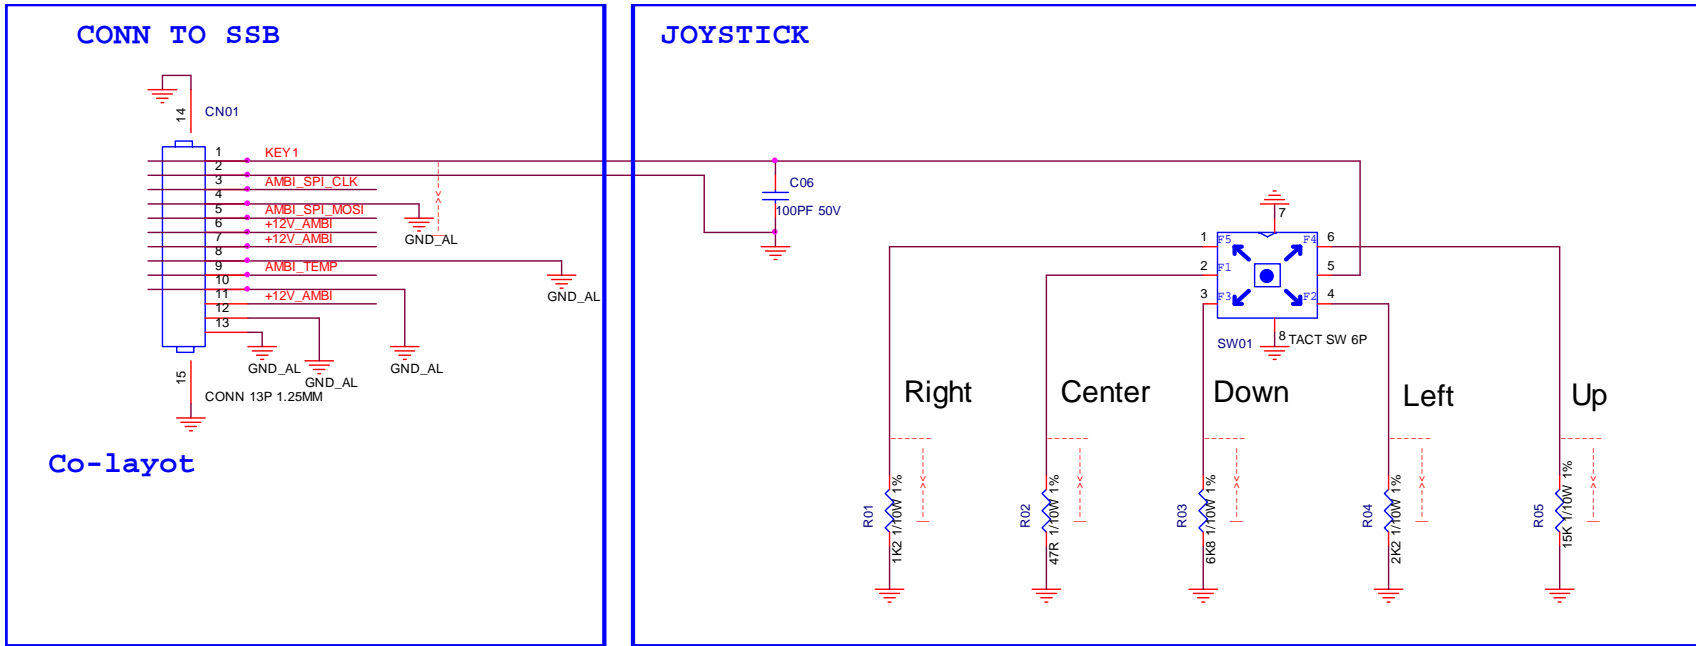 CONN TO SSB
14
CN01
1
KEY1
2
3
AMBI_SPI_CLK
4
5
AMBI_SPI_MOSI
6
+12V_AMBI
7
+12V_AMBI
GND_AL
8
9
AMBI_TEMP
10
11
+12V_AMBI
GND_AL
12
13
GND_AL
GND_AL
GND_AL
15
CONN 13P 1.25MM
Co-layot
JOYSTICK
C06
100PF 50V
7
1
F5
F4
6
2
F1
5
3
F3
F2
4
SW01
8
TACT SW 6P
Right
Center
Down
Left
Up
R01
1K2 1/10W 1%
R02
47R 1/10W 1%
R03
6K8 1/10W 1%
R04
2K2 1/10W 1%
R05
15K 1/10W 1%